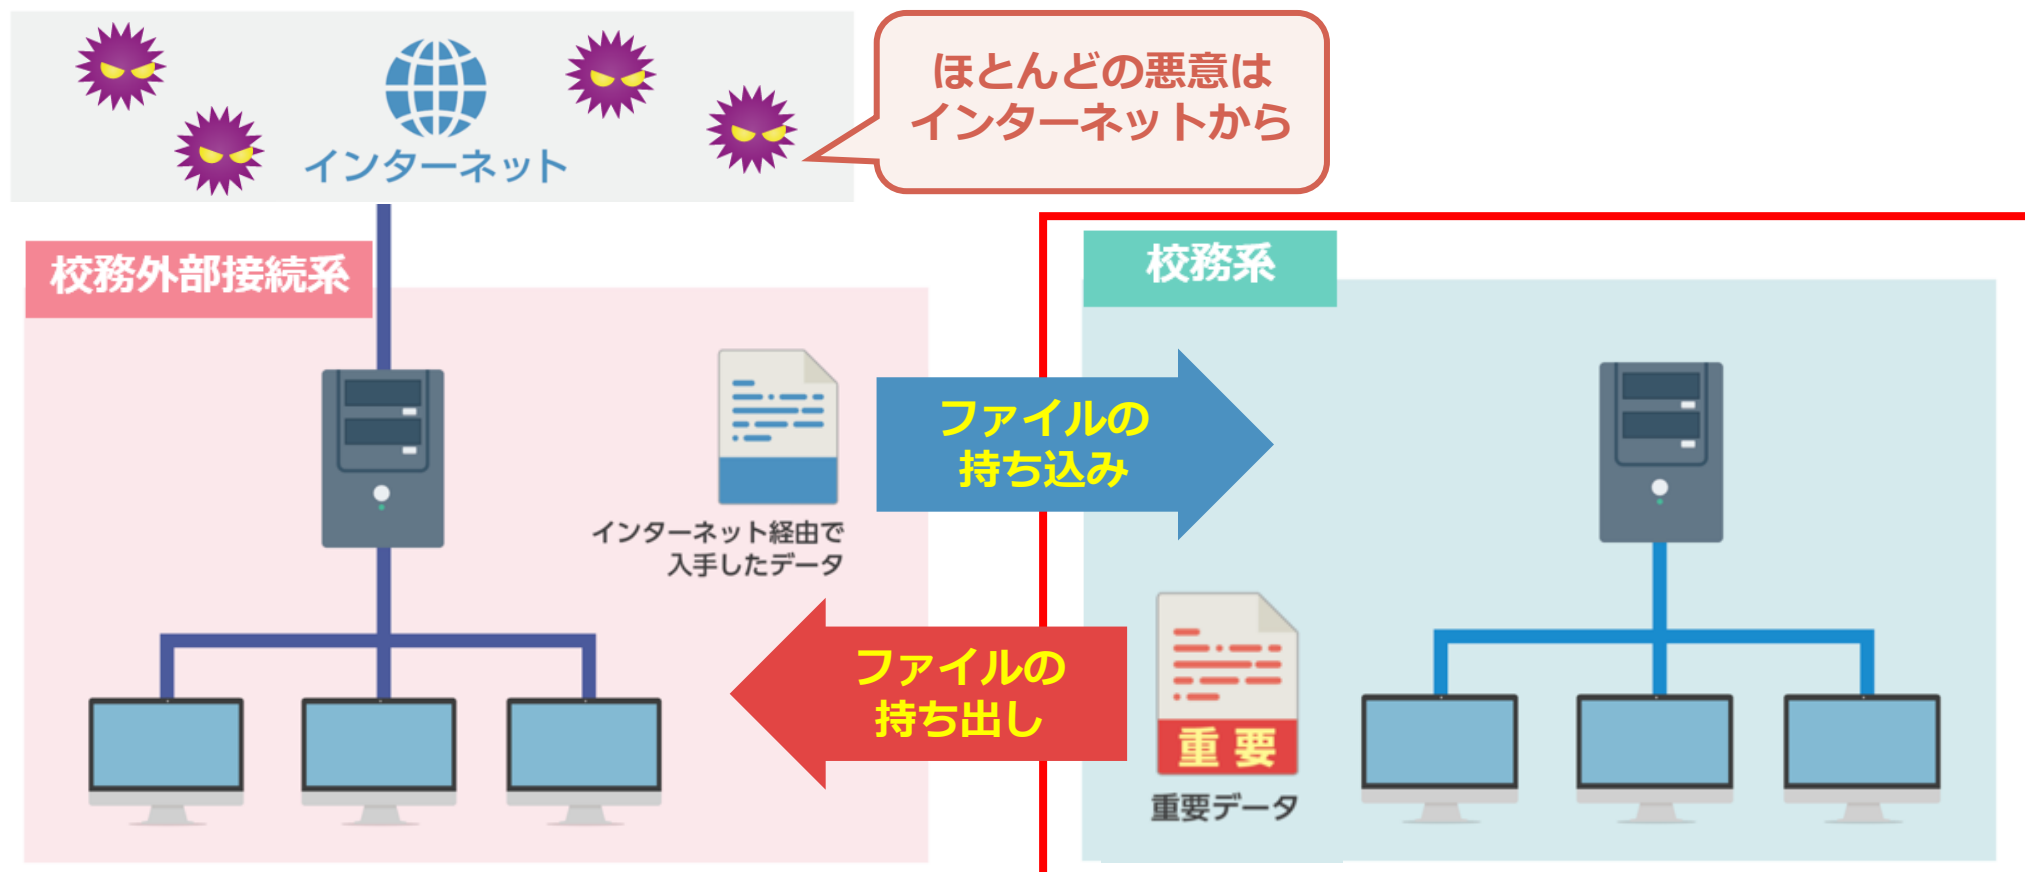 ほとんどの悪意は
インターネットから
インターネット
校務外部接続系
校務系
ファイルの
持ち込み
インターネット経由で
入手したデータ
ファイルの
持ち出し
重要
重要データ